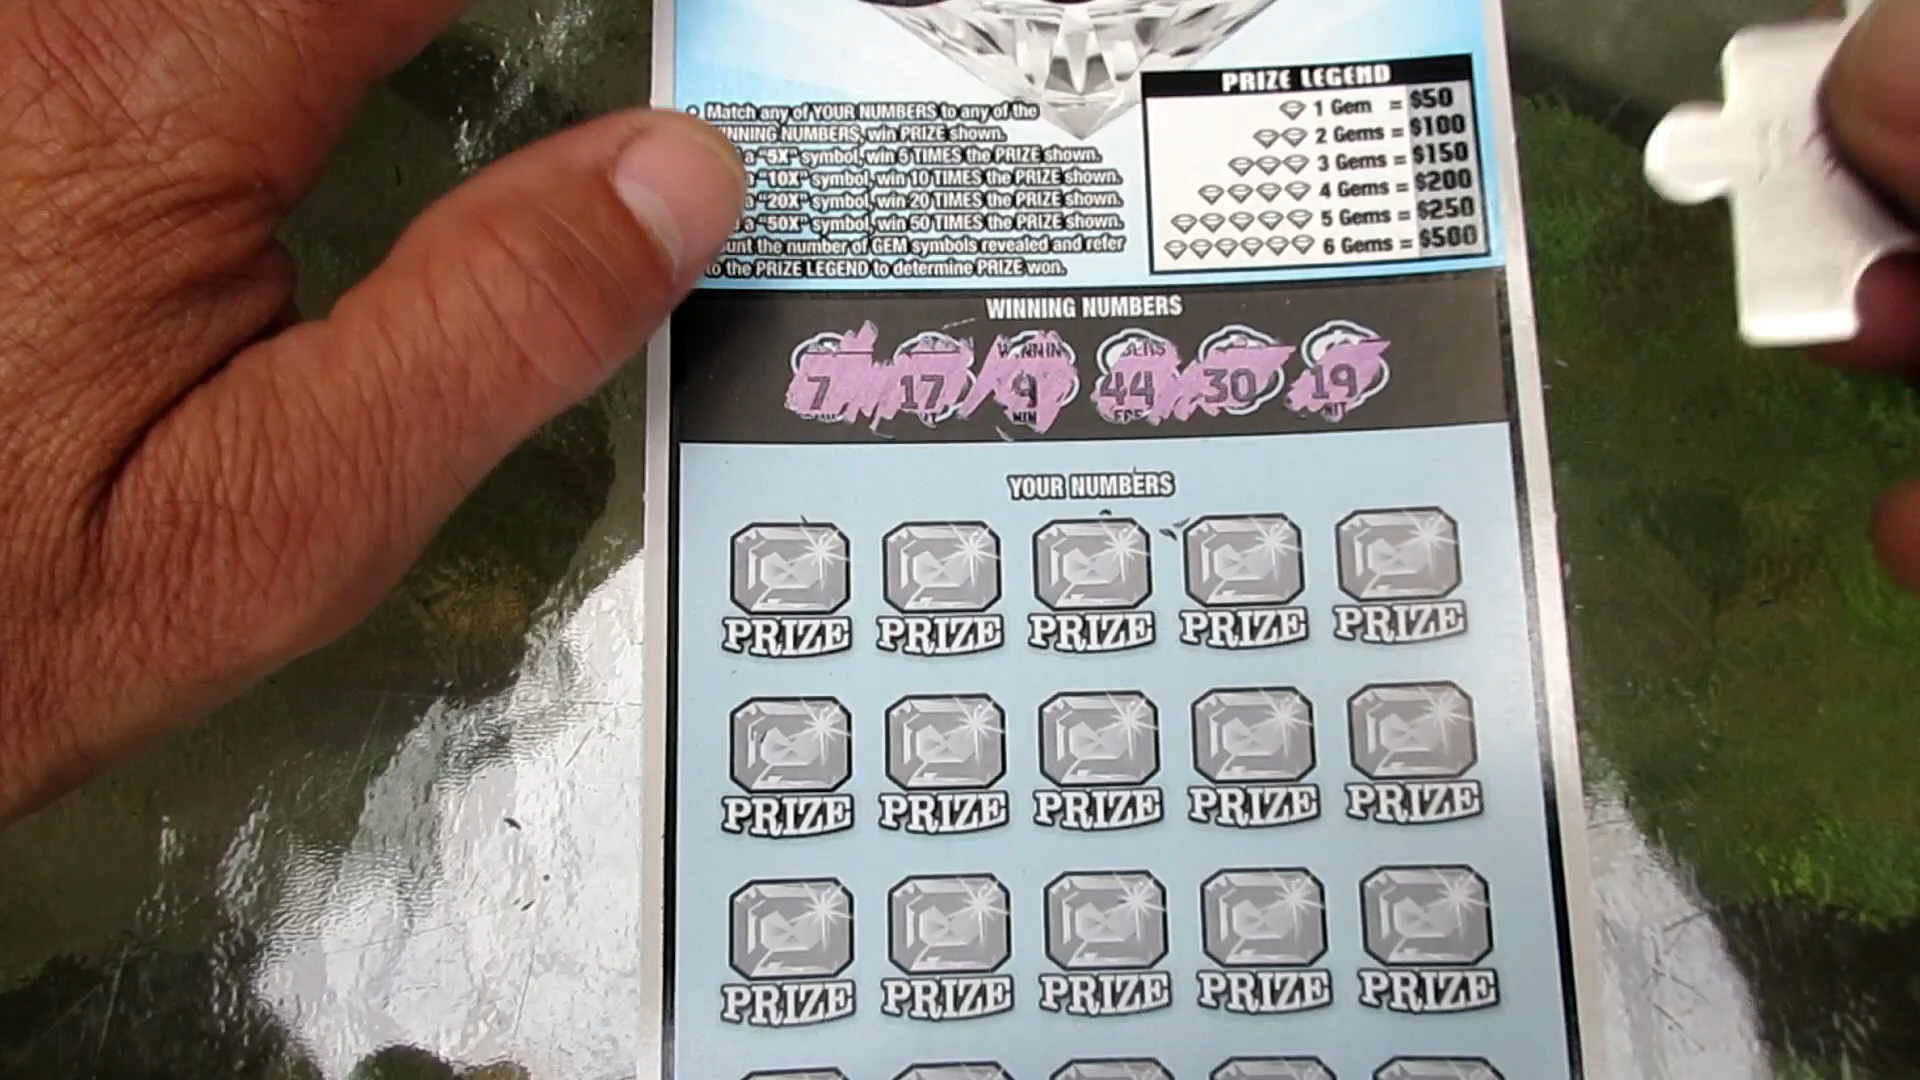 PRIZE LEGEND
1 Gem = $50
2 Gems = $100
3 Gems = $150
4 Gems = $200
5 Gems = $250
6 Gems = $500
• Match any of YOUR NUMBERS to any of the
WINNING NUMBERS, win PRIZE shown.
a "5X" symbol, win 5 TIMES the PRIZE shown.
a "10X" symbol, win 10 TIMES the PRIZE shown.
a "20X" symbol, win 20 TIMES the PRIZE shown.
a "50X" symbol, win 50 TIMES the PRIZE shown.
the number of GEM symbols revealed and refer
to the PRIZE LEGEND to determine PRIZE won.
WINNING NUMBERS
7 17 9 44 30 19
YOUR NUMBERS
PRIZE PRIZE PRIZE PRIZE PRIZE
PRIZE PRIZE PRIZE PRIZE PRIZE
PRIZE PRIZE PRIZE PRIZE PRIZE